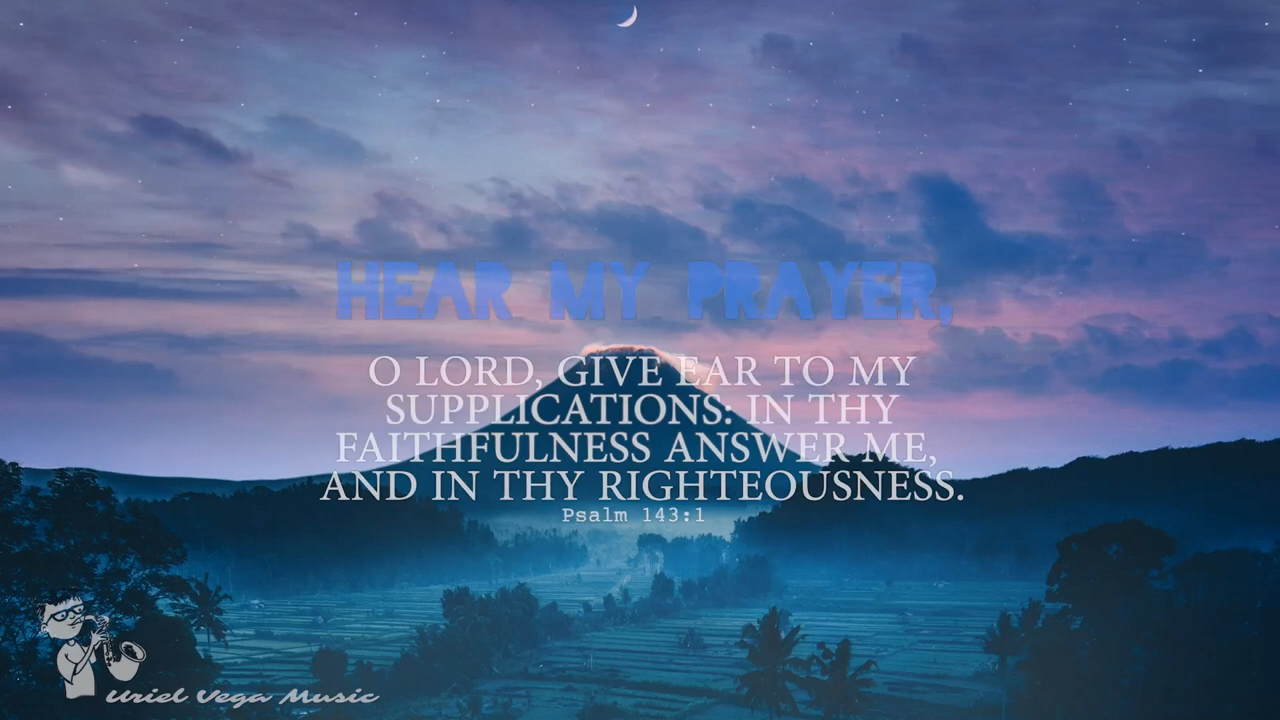 HEAR MY PRAYER,
O LORD, GIVE EAR TO MY
SUPPLICATIONS: IN THY
FAITHFULNESS ANSWER ME,
AND IN THY RIGHTEOUSNESS.
Psalm 143:1
Uriel Vega Music